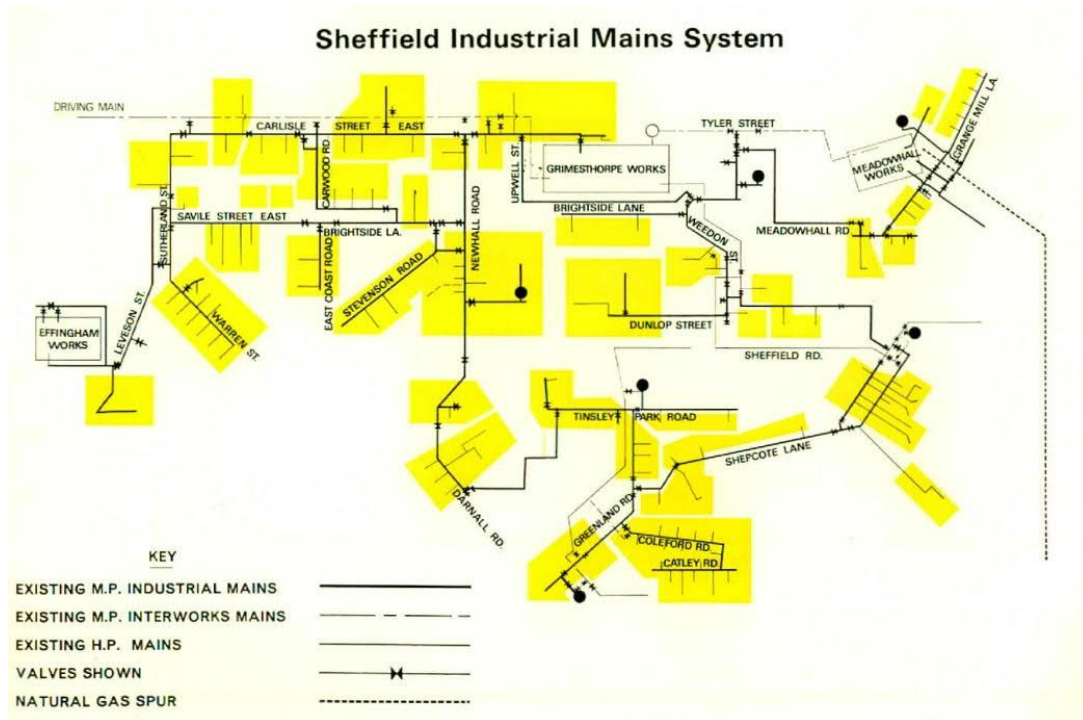 Sheffield Industrial Mains System
DRIVING MAIN
CARLISLE STREET EAST
TYLER STREET
GRANGE MILL LA.
CARWOOD RD.
UPWELL ST.
GRIMESTHORPE WORKS
MEADOWHALL
WORKS
SUTHERLAND ST.
SAVILE STREET EAST
BRIGHTSIDE LA.
NEWHALL ROAD
BRIGHTSIDE LANE
WEEDON
ST.
MEADOWHALL RD
EAST COAST ROAD
STEVENSON ROAD
LEVESON ST.
WARREN ST.
EFFINGHAM
WORKS
DUNLOP STREET
SHEFFIELD RD.
TINSLEY PARK ROAD
SHEPCOTE LANE
DARNALL RD.
GREENLAND RD
COLEFORD RD.
CATLEY RD
KEY
EXISTING M.P. INDUSTRIAL MAINS
EXISTING M.P. INTERWORKS MAINS
EXISTING H.P. MAINS
VALVES SHOWN
NATURAL GAS SPUR